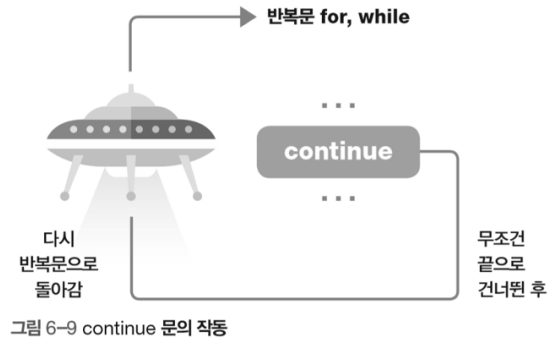 반복문 for, while
...
continue
...
다시
반복문으로
돌아감
무조건
끝으로
건너뛴 후
그림 6-9 continue 문의 작동